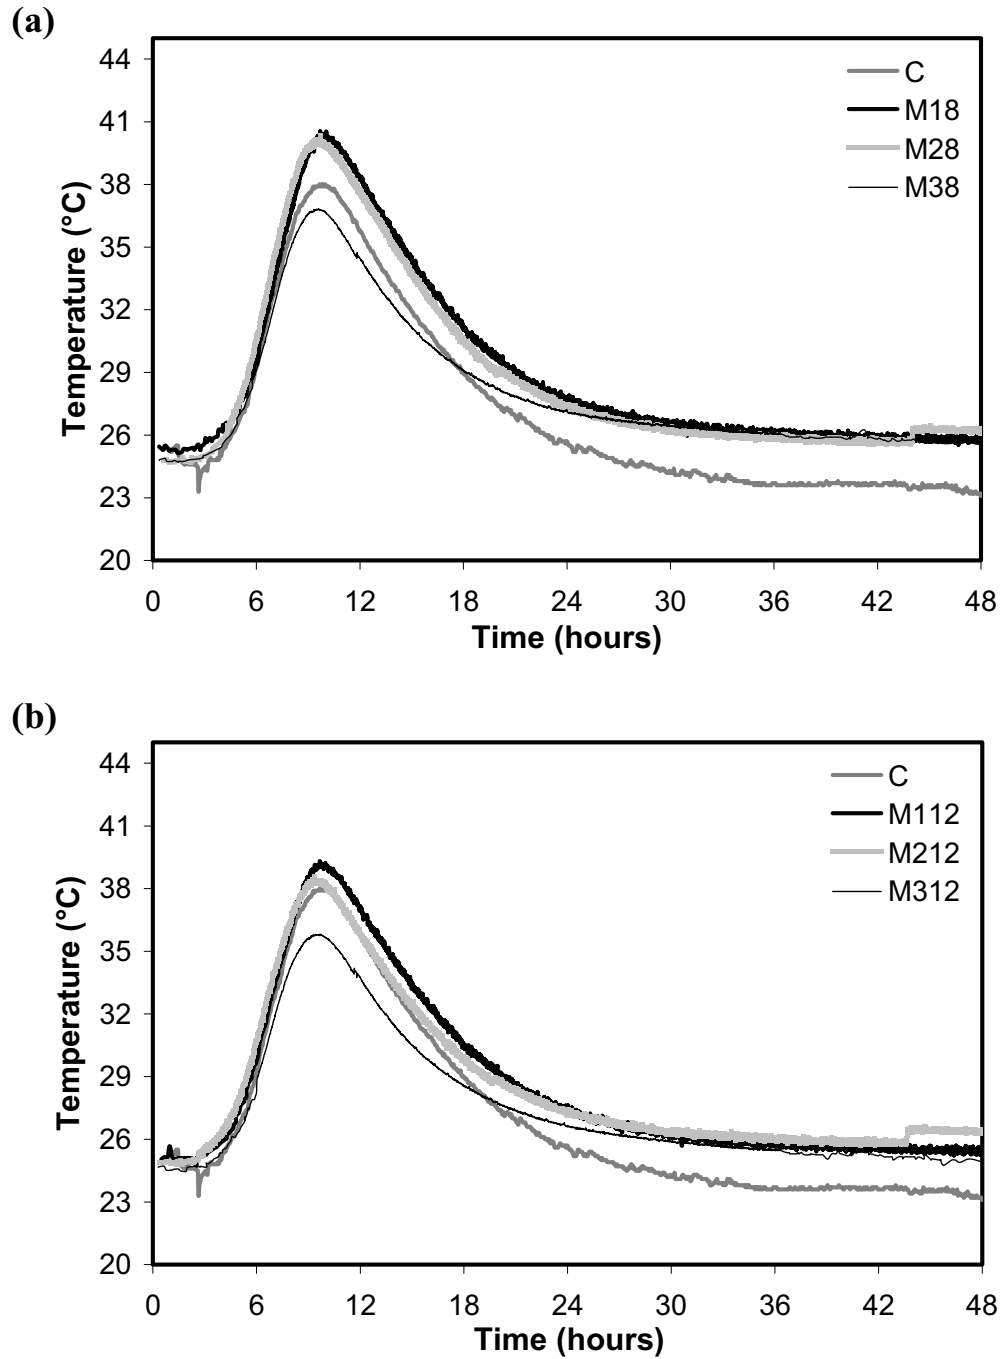 (a)
44
41
38
35
32
29
26
23
20
Temperature (°C)
C
M18
M28
M38
0 6 12 18 24 30 36 42 48
Time (hours)
(b)
44
41
38
35
32
29
26
23
20
Temperature (°C)
C
M112
M212
M312
0 6 12 18 24 30 36 42 48
Time (hours)